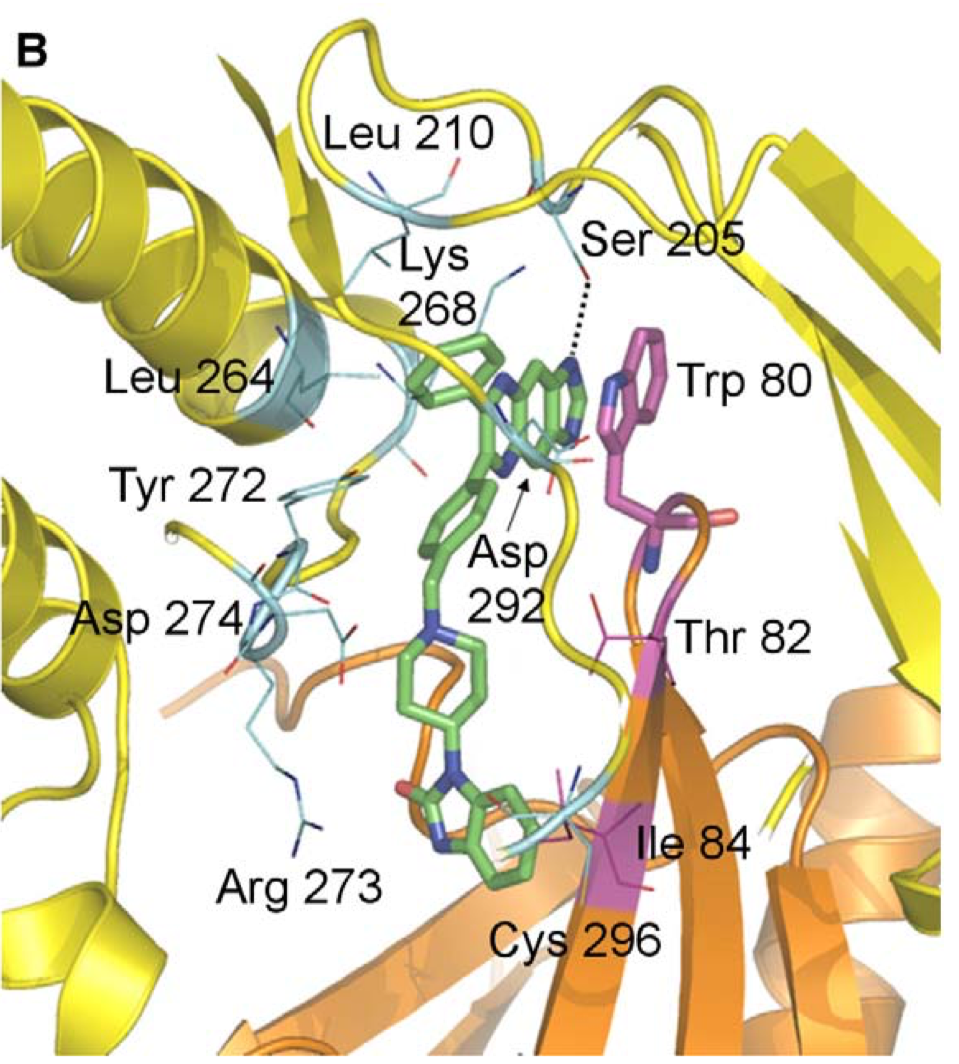 B
Leu 210
Ser 205
Lys
268
Leu 264
Trp 80
Tyr 272
Asp
292
Asp 274
Thr 82
Ile 84
Arg 273
Cys 296